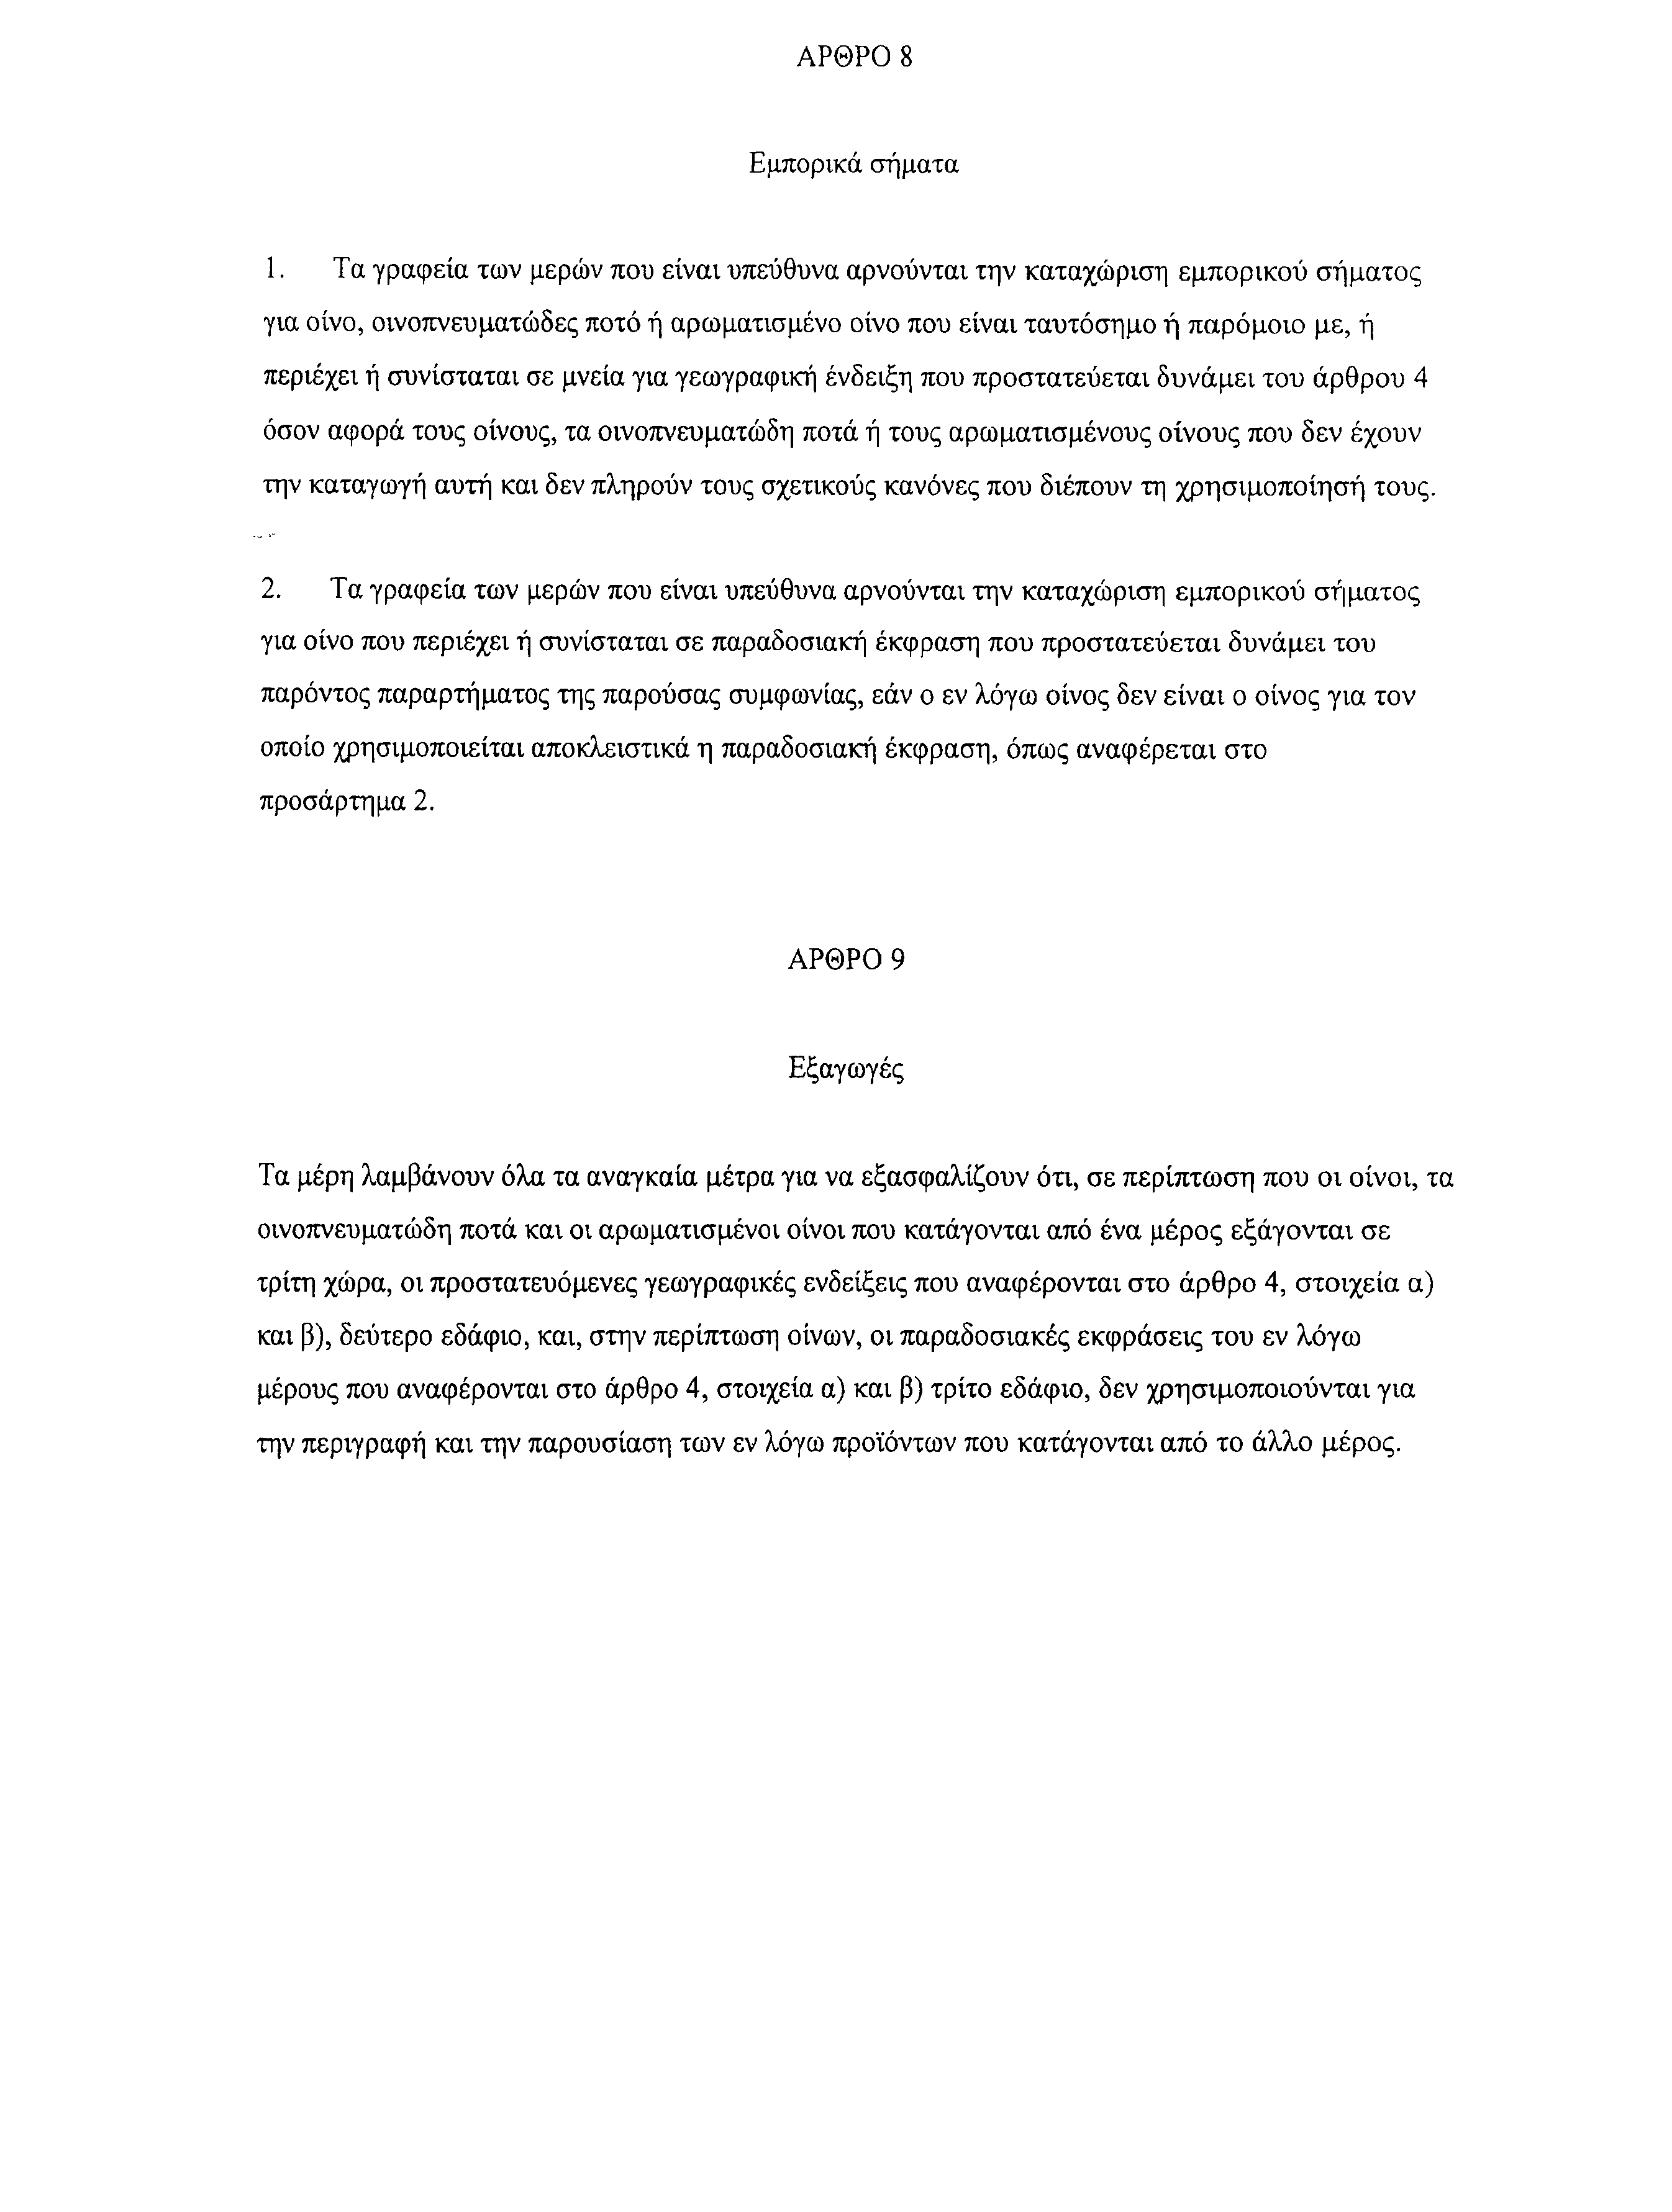 ΑΡΘΡΟ 8
Εμπορικά σήματα
1. Τα γραφεία των μερών που είναι υπεύθυνα αρνούνται την καταχώριση εμπορικού σήματος
για οίνο, οινοπνευματώδες ποτό ή αρωματισμένο οίνο που είναι ταυτόσημο ή παρόμοιο με, ή
περιέχει ή συνίσταται σε μνεία για γεωγραφική ένδειξη που προστατεύεται δυνάμει του άρθρου 4
όσον αφορά τους οίνους, τα οινοπνευματώδη ποτά ή τους αρωματισμένους οίνους που δεν έχουν
την καταγωγή αυτή και δεν πληρούν τους σχετικούς κανόνες που διέπουν τη χρησιμοποίησή τους.
2. Τα γραφεία των μερών που είναι υπεύθυνα αρνούνται την καταχώριση εμπορικού σήματος
για οίνο που περιέχει ή συνίσταται σε παραδοσιακή έκφραση που προστατεύεται δυνάμει του
παρόντος παραρτήματος της παρούσας συμφωνίας, εάν ο εν λόγω οίνος δεν είναι ο οίνος για τον
οποίο χρησιμοποιείται αποκλειστικά η παραδοσιακή έκφραση, όπως αναφέρεται στο
προσάρτημα 2.
ΑΡΘΡΟ 9
Εξαγωγές
Τα μέρη λαμβάνουν όλα τα αναγκαία μέτρα για να εξασφαλίζουν ότι, σε περίπτωση που οι οίνοι, τα
οινοπνευματώδη ποτά και οι αρωματισμένοι οίνοι που κατάγονται από ένα μέρος εξάγονται σε
τρίτη χώρα, οι προστατευόμενες γεωγραφικές ενδείξεις που αναφέρονται στο άρθρο 4, στοιχεία α)
και β), δεύτερο εδάφιο, και, στην περίπτωση οίνων, οι παραδοσιακές εκφράσεις του εν λόγω
μέρους που αναφέρονται στο άρθρο 4, στοιχεία α) και β) τρίτο εδάφιο, δεν χρησιμοποιούνται για
την περιγραφή και την παρουσίαση των εν λόγω προϊόντων που κατάγονται από το άλλο μέρος.